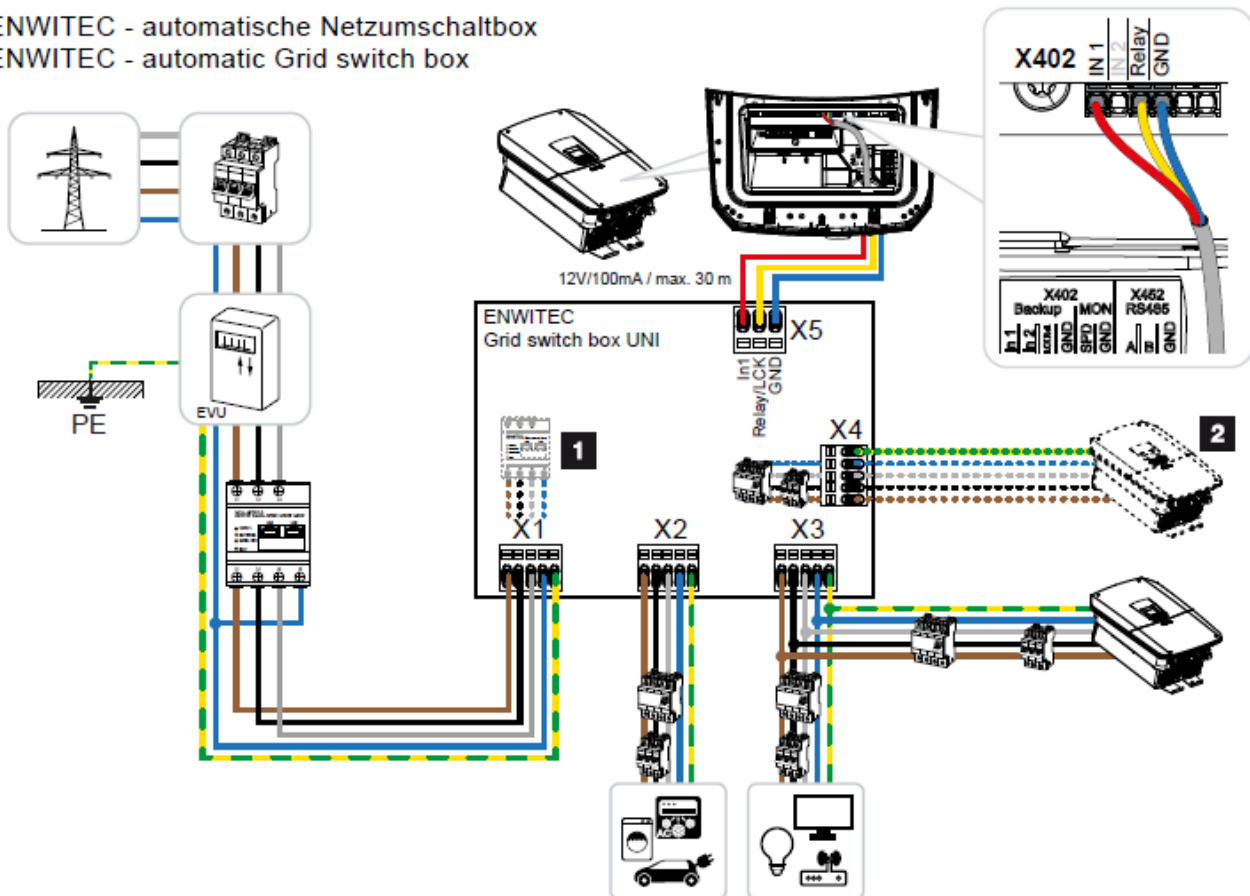 ENWITEC - automatische Netzumschaltbox
ENWITEC - automatic Grid switch box
X402
IN 1
IN 2
Relay
GND
12V/100mA / max. 30 m
X402
Backup
MON
X452
RS485
In 1
In 2
GND
SPD
GND
A
B
GND
ENWITEC
Grid switch box UNI
X5
In1
Relay/LCK
GND
PE
EVU
1
X4
2
X1
X2
X3
AC